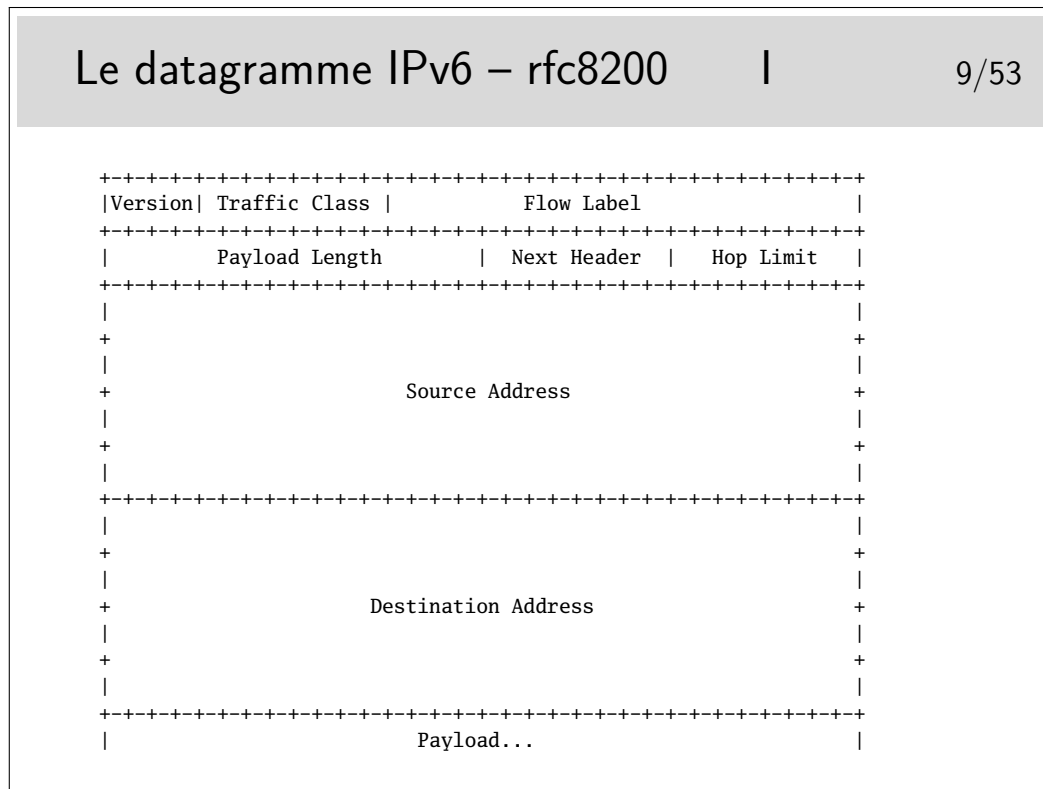 Le datagramme IPv6 – rfc8200 I 9/53
+-+-+-+-+-+-+-+-+-+-+-+-+-+-+-+-+-+-+-+-+-+-+-+-+-+-+-+-+-+-+-+-+
|Version| Traffic Class |           Flow Label                  |
+-+-+-+-+-+-+-+-+-+-+-+-+-+-+-+-+-+-+-+-+-+-+-+-+-+-+-+-+-+-+-+-+
|         Payload Length        |  Next Header  |   Hop Limit   |
+-+-+-+-+-+-+-+-+-+-+-+-+-+-+-+-+-+-+-+-+-+-+-+-+-+-+-+-+-+-+-+-+
|                                                               |
+                                                               +
|                                                               |
+                         Source Address                        +
|                                                               |
+                                                               +
|                                                               |
+-+-+-+-+-+-+-+-+-+-+-+-+-+-+-+-+-+-+-+-+-+-+-+-+-+-+-+-+-+-+-+-+
|                                                               |
+                                                               +
|                                                               |
+                      Destination Address                      +
|                                                               |
+                                                               +
|                                                               |
+-+-+-+-+-+-+-+-+-+-+-+-+-+-+-+-+-+-+-+-+-+-+-+-+-+-+-+-+-+-+-+-+
|                          Payload...                           |